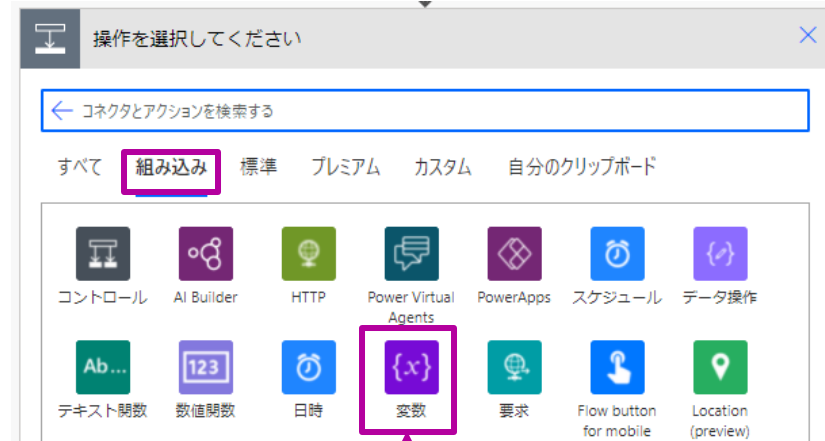 操作を選択してください
コネクタとアクションを検索する
すべて 組み込み 標準 プレミアム カスタム 自分のクリップボード
コントロール AI Builder HTTP Power Virtual Agents PowerApps スケジュール データ操作
Ab... 123 {x}
テキスト関数 数値関数 日時 変数 要求 Flow button for mobile Location (preview)